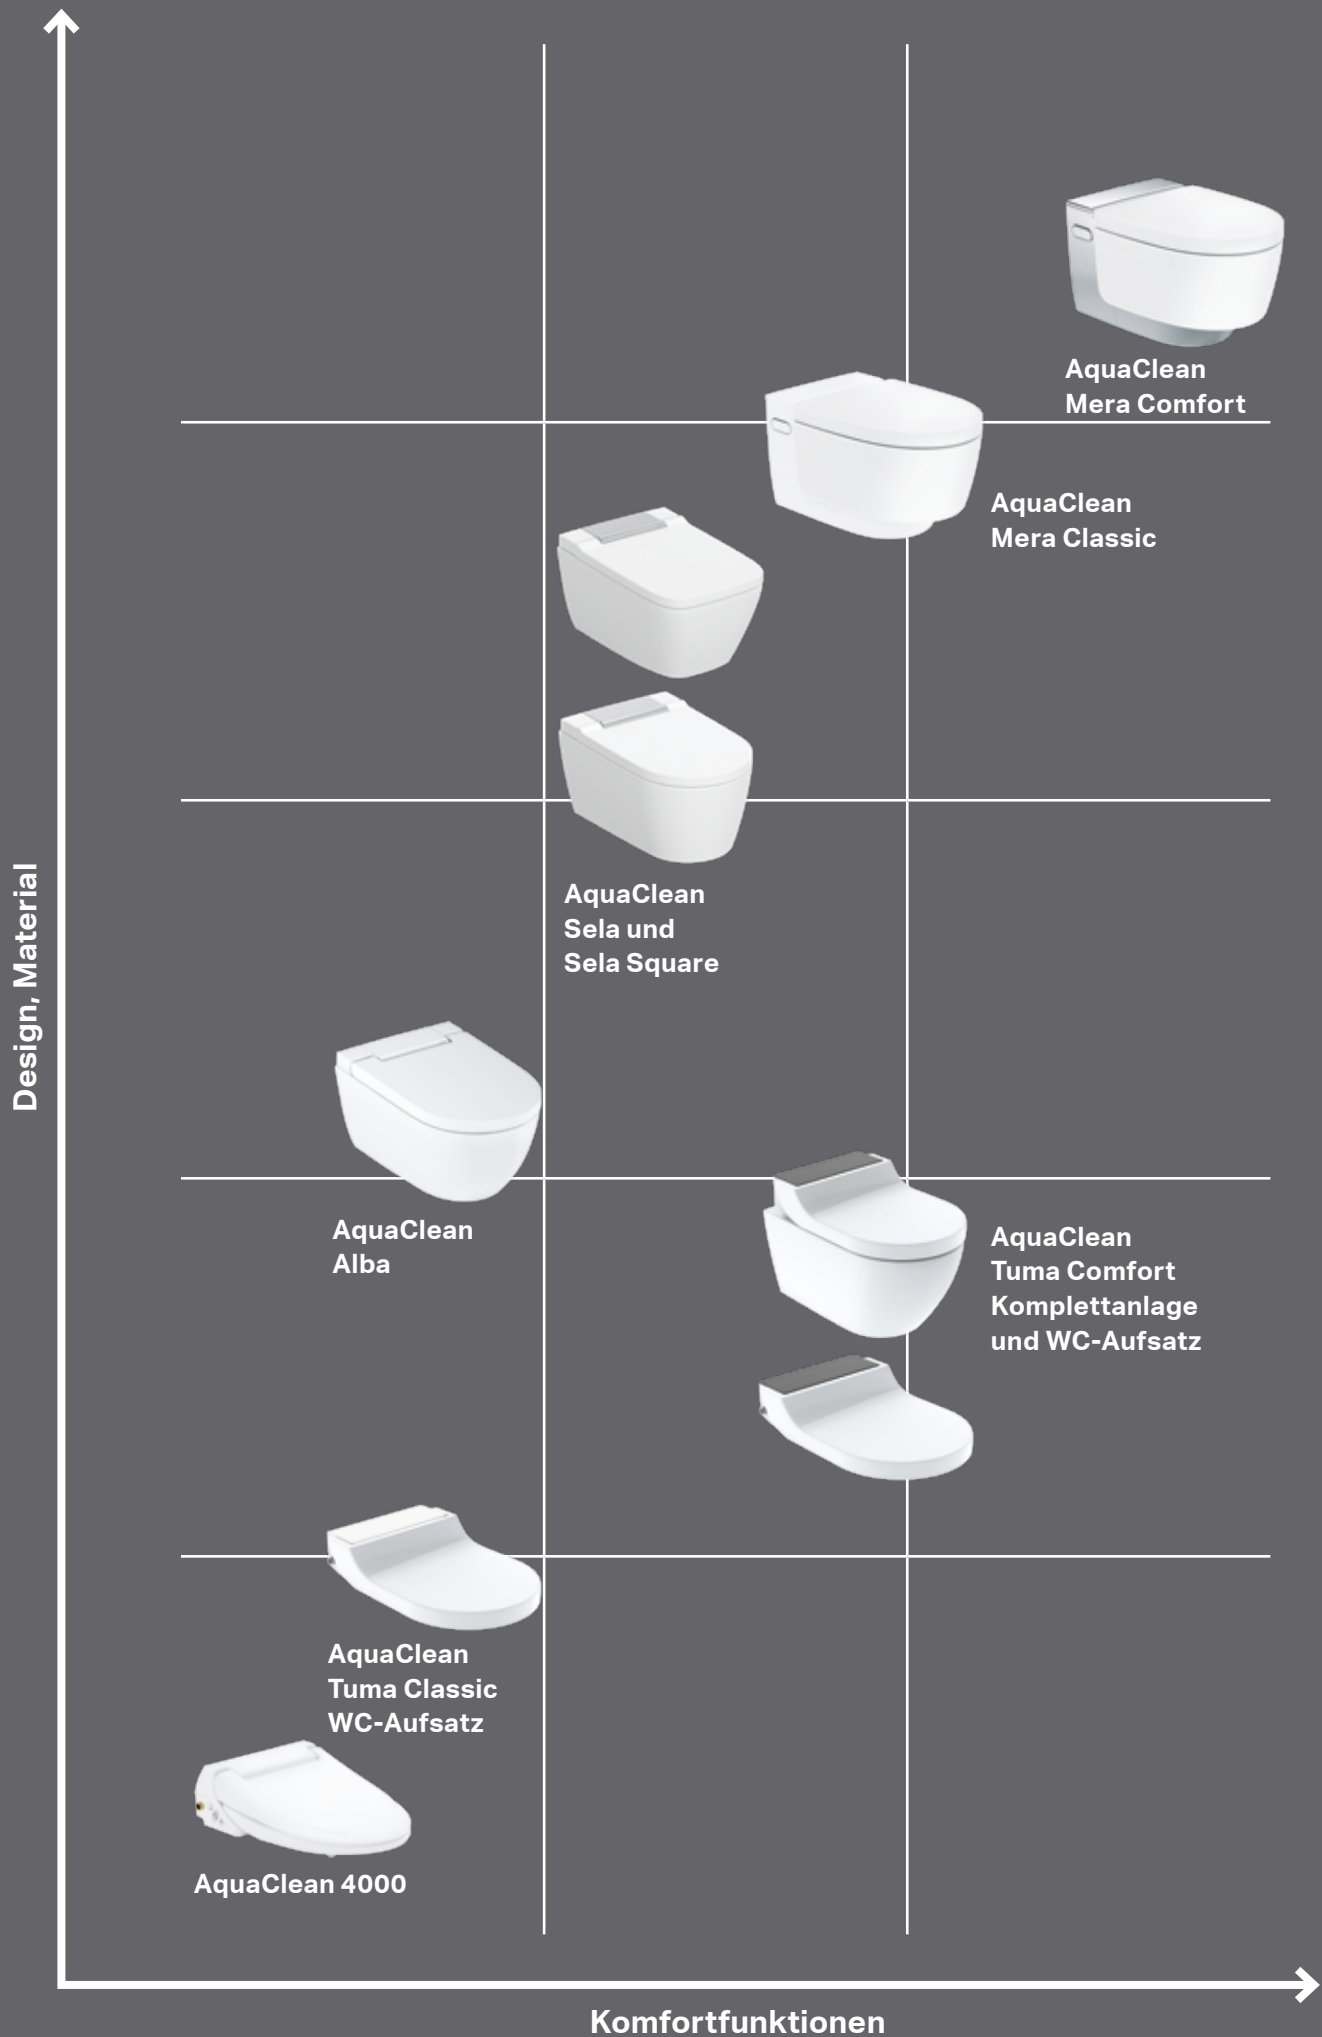 AquaClean
Mera Comfort
AquaClean
Mera Classic
AquaClean
Sela und
Sela Square
Design, Material
AquaClean
Alba
AquaClean
Tuma Comfort
Komplettanlage
und WC-Aufsatz
AquaClean
Tuma Classic
WC-Aufsatz
AquaClean 4000
Komfortfunktionen